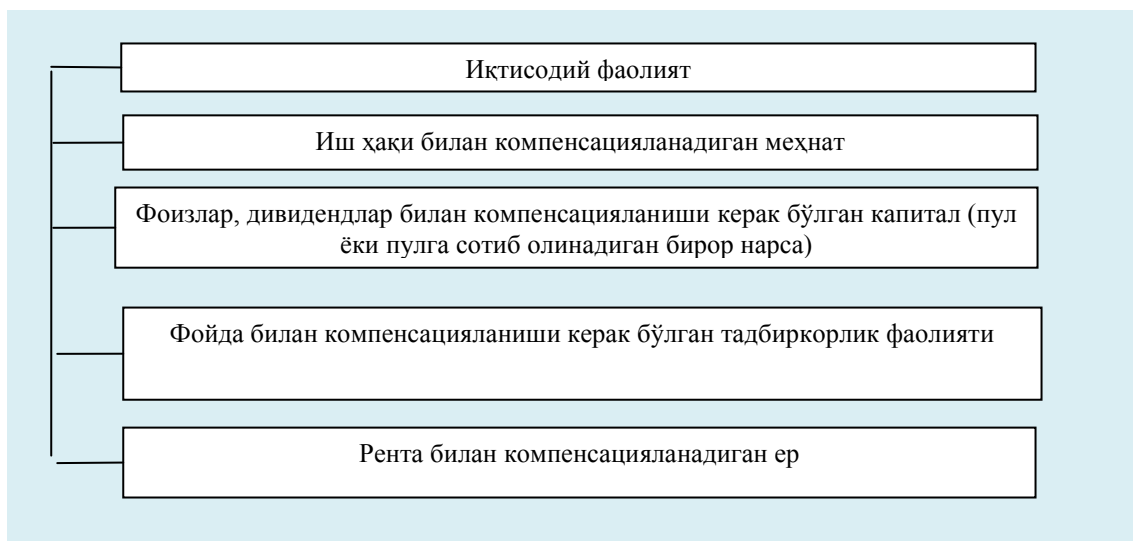 Иқтисодий фаолият
Иш ҳақи билан компенсацияланадиган меҳнат
Фоизлар, дивидендлар билан компенсацияланиши керак бўлган капитал (пул
ёки пулга сотиб олинадиган бирор нарса)
Фойда билан компенсацияланиши керак бўлган тадбиркорлик фаолияти
Рента билан компенсацияланадиган ер